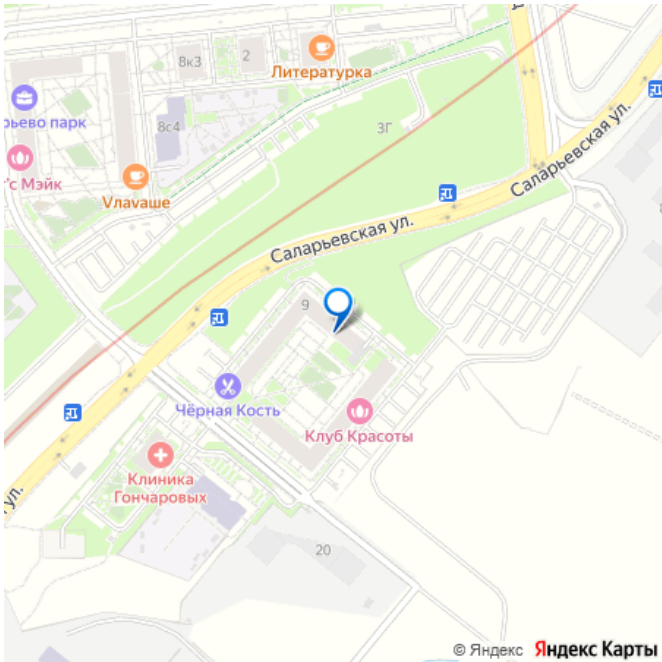 8к3
2
Литературка
рьево парк
8с4
3Г
'с Мэйк
Vлаvаше
Саларьевская ул.
Саларьевская ул.
9
Чёрная Кость
Клуб Красоты
Клиника
Гончаровых
ул.
20
© Яндекс Яндекс Карты